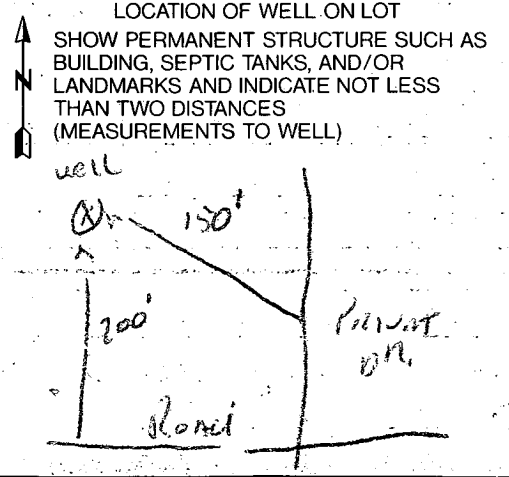 LOCATION OF WELL ON LOT
SHOW PERMANENT STRUCTURE SUCH AS
BUILDING, SEPTIC TANKS, AND/OR
N LANDMARKS AND INDICATE NOT LESS
THAN TWO DISTANCES
(MEASUREMENTS TO WELL)
well
X
150'
200'
DR.
Road